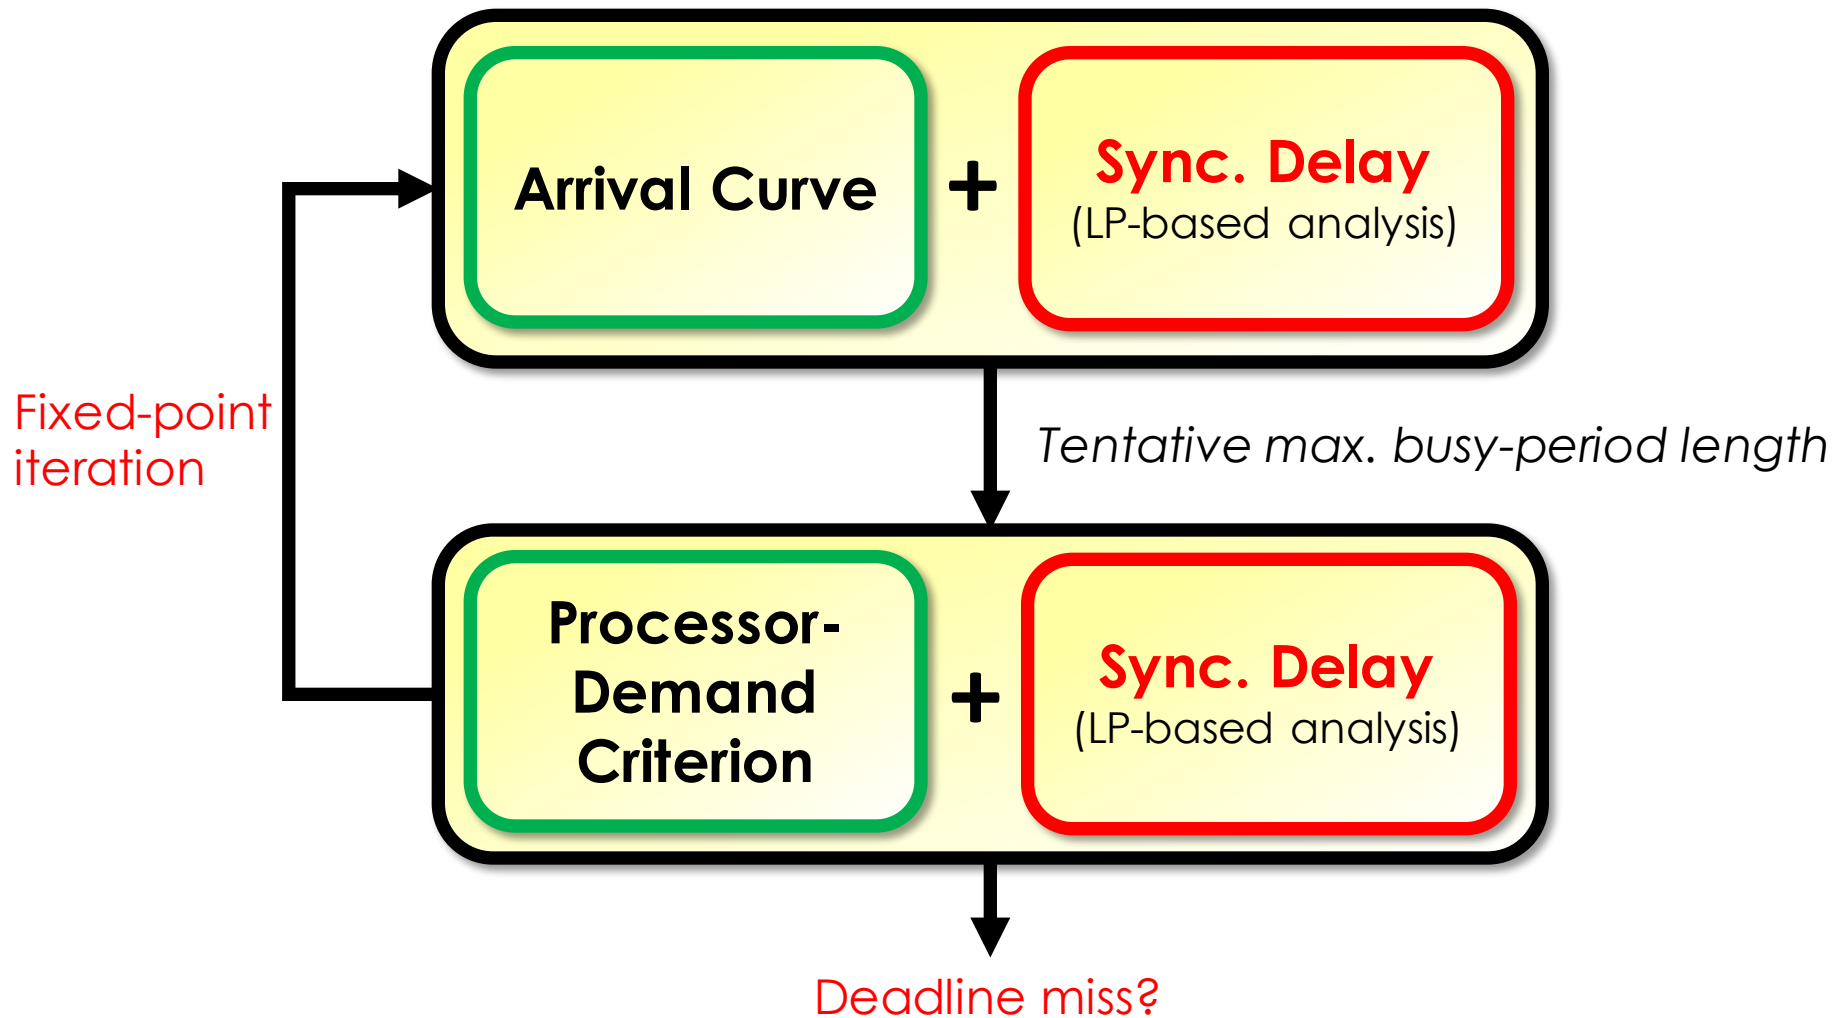 Arrival Curve
+
Sync. Delay
(LP-based analysis)
Fixed-point
iteration
Tentative max. busy-period length
Processor-
Demand
Criterion
+
Sync. Delay
(LP-based analysis)
Deadline miss?